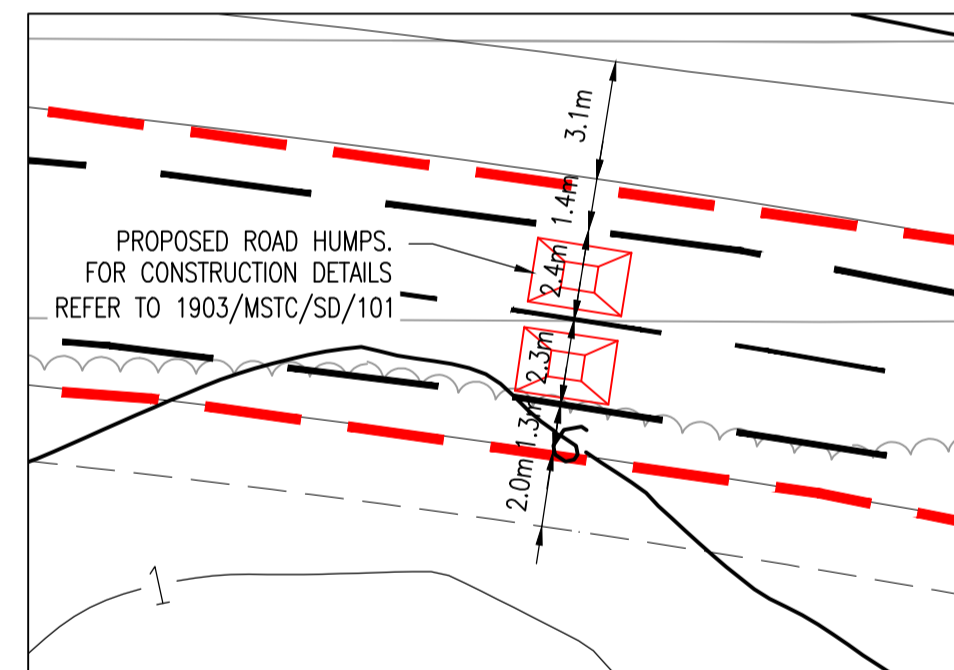 3.1m
1.4m
PROPOSED ROAD HUMPS.
FOR CONSTRUCTION DETAILS
REFER TO 1903/MSTC/SD/101
2.4m
2.3m
1.3m
2.0m
1